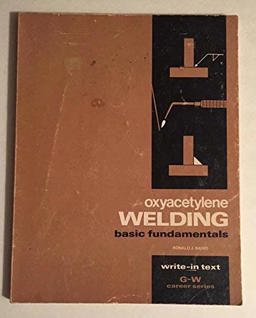 oxyacetylene
WELDING
basic fundamentals
RONALD J. BAIRD
write-in text
G-W
career series